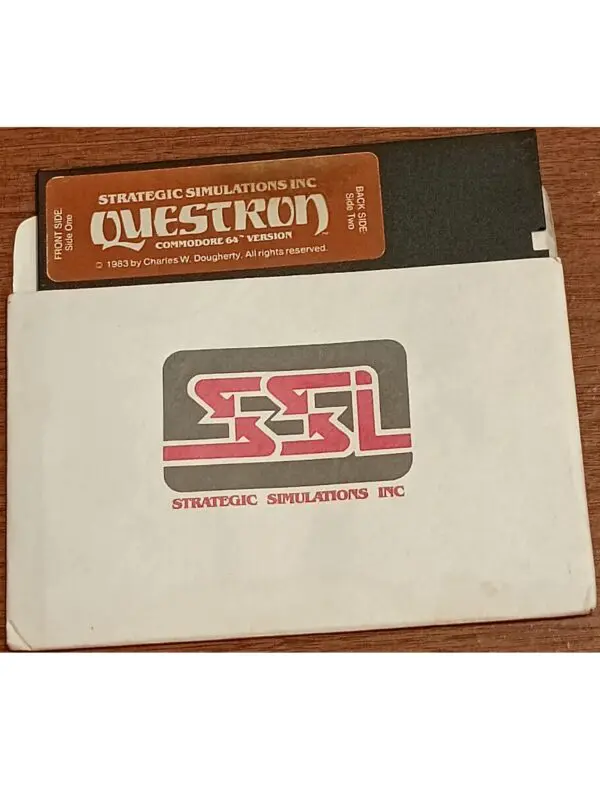 STRATEGIC SIMULATIONS INC
QUESTRON™
COMMODORE 64™ VERSION
© 1983 by Charles W. Dougherty. All rights reserved.
FRONT SIDE:
Side One
BACK SIDE:
Side Two
SSI
STRATEGIC SIMULATIONS INC